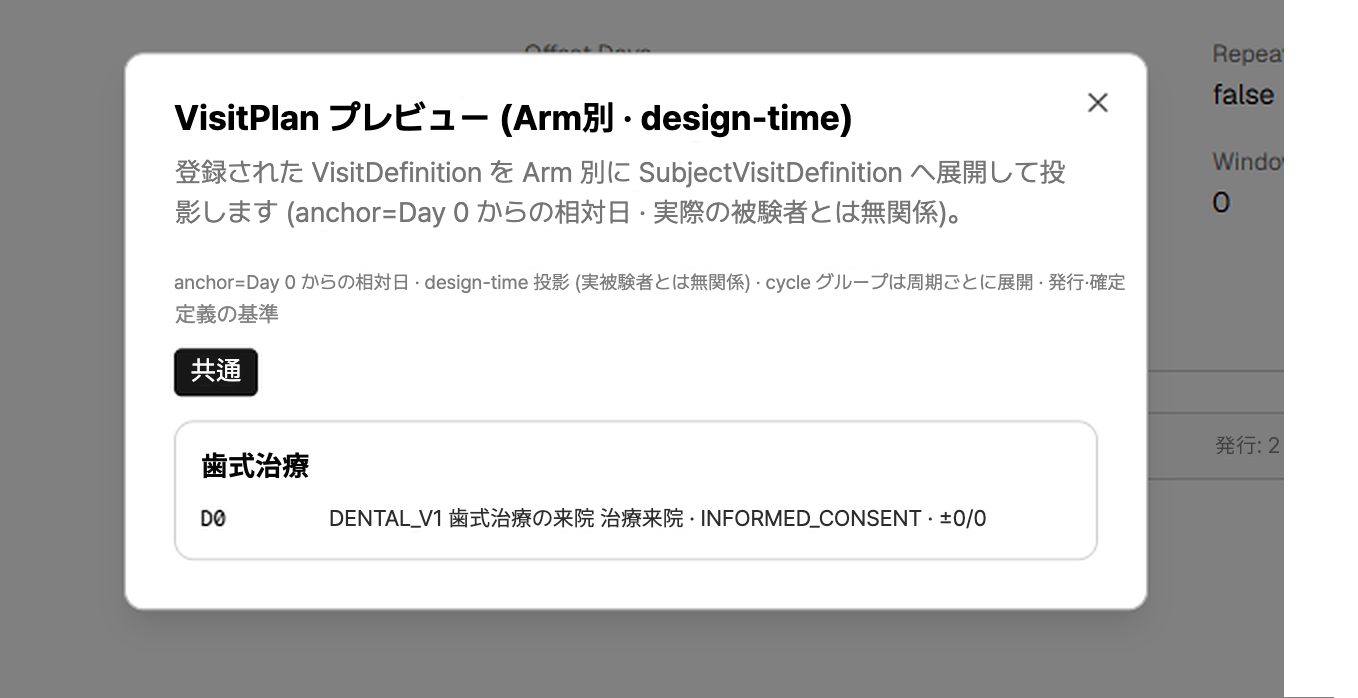 Offset Days
Repeat
false
VisitPlan プレビュー (Arm別 · design-time)
登録された VisitDefinition を Arm 別に SubjectVisitDefinition へ展開して投
影します (anchor=Day 0 からの相対日 · 実際の被験者とは無関係)。
Window
0
anchor=Day 0 からの相対日 · design-time 投影 (実被験者とは無関係) · cycle グループは周期ごとに展開 · 発行·確定
定義の基準
共通
発行: 2
歯式治療
D0 DENTAL_V1 歯式治療の来院 治療来院 · INFORMED_CONSENT · ±0/0